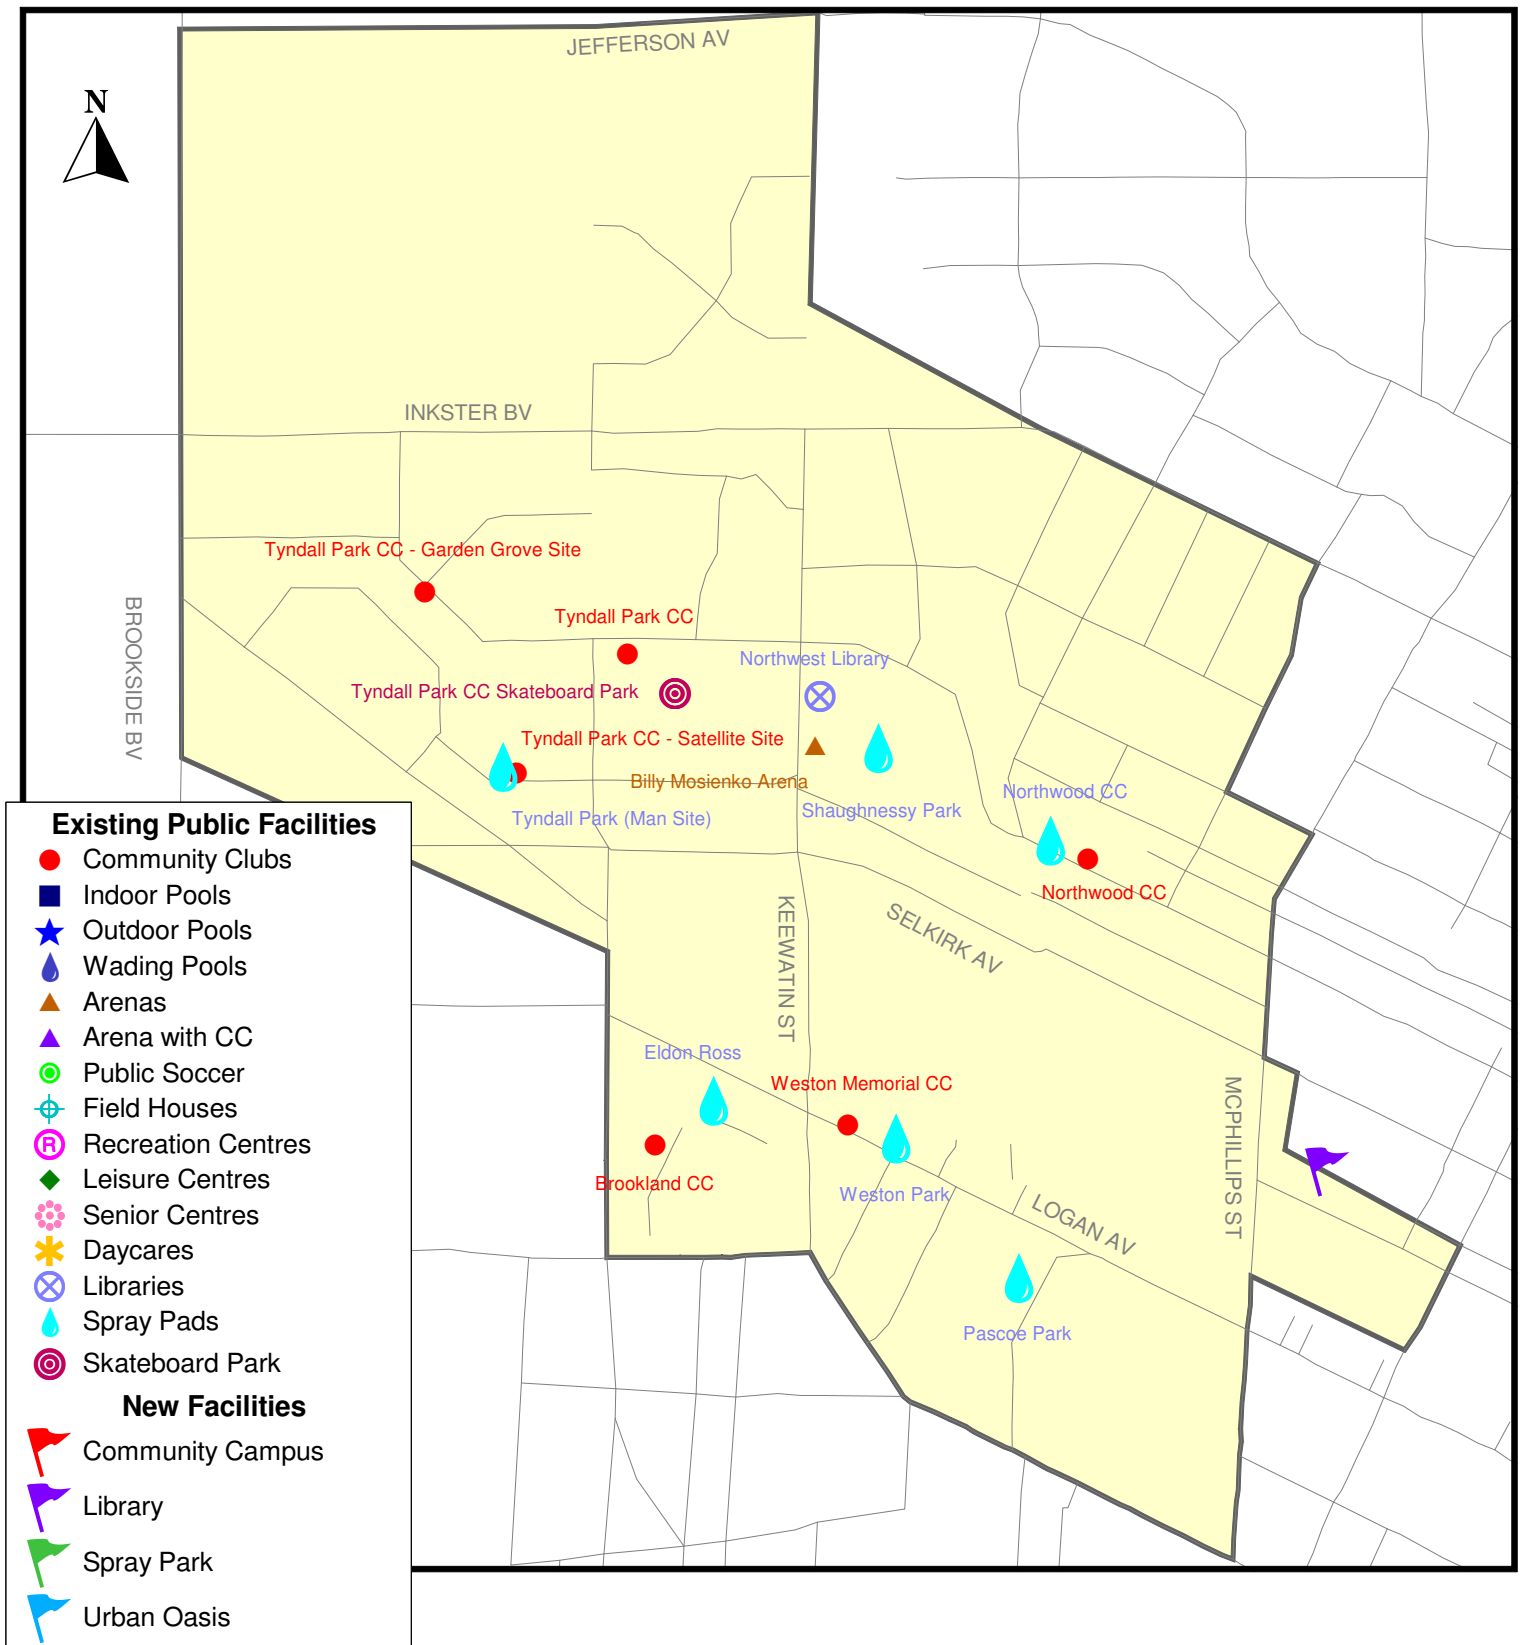 JEFFERSON AV
N
INKSTER BV
Tyndall Park CC - Garden Grove Site
BROOKSIDE BV
Tyndall Park CC
Northwest Library
Tyndall Park CC Skateboard Park
Tyndall Park CC - Satellite Site
Billy Mosienko Arena
Northwood CC
Shaughnessy Park
Tyndall Park (Man Site)
Northwood CC
KEEWATIN ST
SELKIRK AV
Eldon Ross
Weston Memorial CC
MCPHILLIPS ST
Brookland CC
Weston Park
LOGAN AV
Pascoe Park
Existing Public Facilities
Community Clubs
Indoor Pools
Outdoor Pools
Wading Pools
Arenas
Arena with CC
Public Soccer
Field Houses
R Recreation Centres
Leisure Centres
Senior Centres
Daycares
Libraries
Spray Pads
Skateboard Park
New Facilities
Community Campus
Library
Spray Park
Urban Oasis